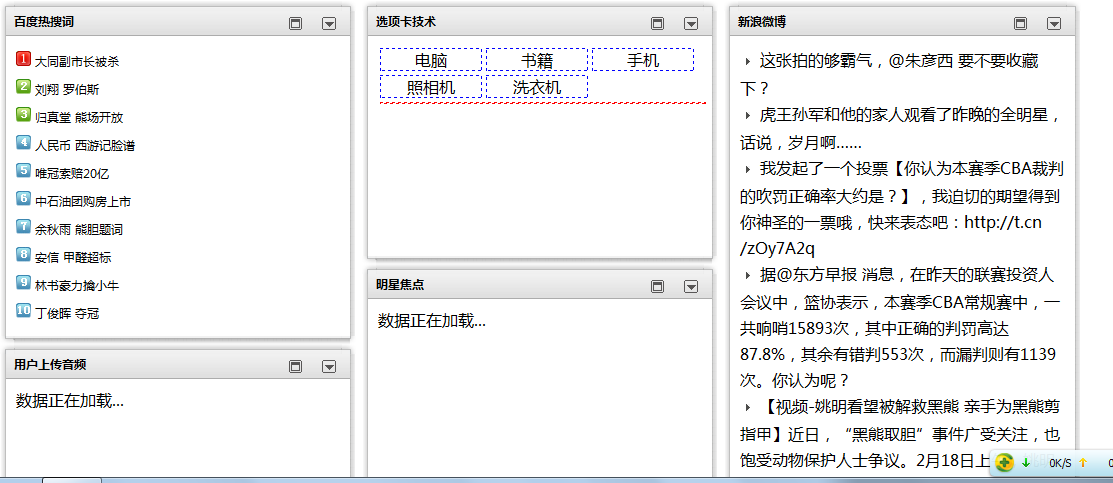 百度热搜词
1 大同副市长被杀
2 刘翔 罗伯斯
3 归真堂 熊场开放
4 人民币 西游记脸谱
5 唯冠索赔20亿
6 中石油团购房上市
7 余秋雨 熊胆题词
8 安信 甲醛超标
9 林书豪力擒小牛
10 丁俊晖 夺冠
用户上传音频
数据正在加载...
选项卡技术
电脑 书籍 手机
照相机 洗衣机
明星焦点
数据正在加载...
新浪微博
这张拍的够霸气，@朱彦西 要不要收藏
下？
虎王孙军和他的家人观看了昨晚的全明星，
话说，岁月啊......
我发起了一个投票【你认为本赛季CBA裁判
的吹罚正确率大约是？】，我迫切的期望得到
你神圣的一票哦，快来表态吧：http://t.cn
/zOy7A2q
据@东方早报 消息，在昨天的联赛投资人
会议中，篮协表示，本赛季CBA常规赛中，一
共响哨15893次，其中正确的判罚高达
87.8%，其余有错判553次，而漏判则有1139
次。你认为呢？
【视频-姚明看望被解救黑熊 亲手为黑熊剪
指甲】近日，“黑熊取胆”事件广受关注，也
饱受动物保护人士争议。2月18日上
0K/S 0